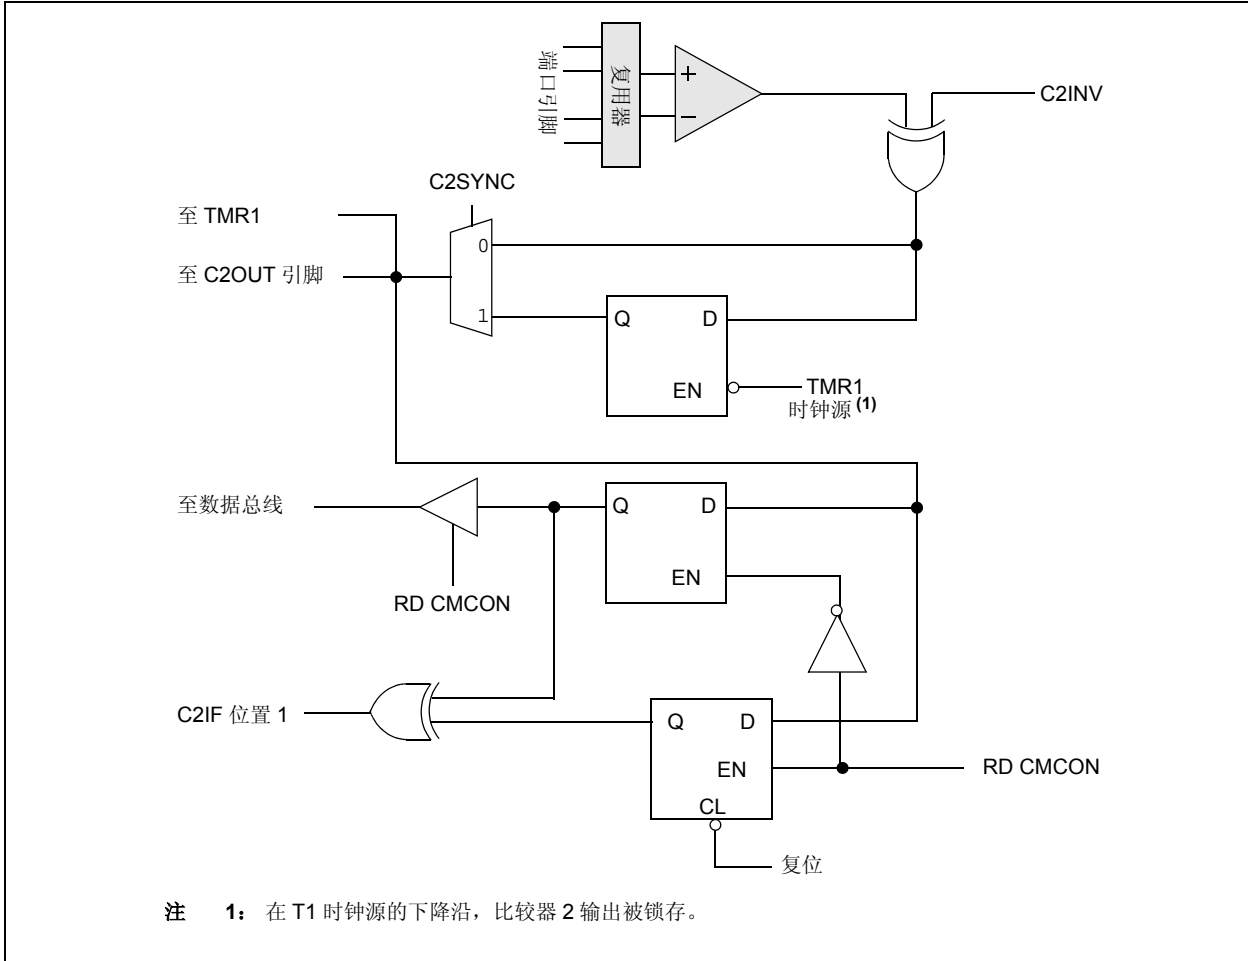 端口引脚
复用器
+
−
C2INV
C2SYNC
至 TMR1
0
至 C2OUT 引脚
1
Q D
EN
TMR1
时钟源 (1)
至数据总线
Q D
EN
RD CMCON
C2IF 位置 1
Q D
EN
RD CMCON
CL
复位
注 1： 在 T1 时钟源的下降沿，比较器 2 输出被锁存。